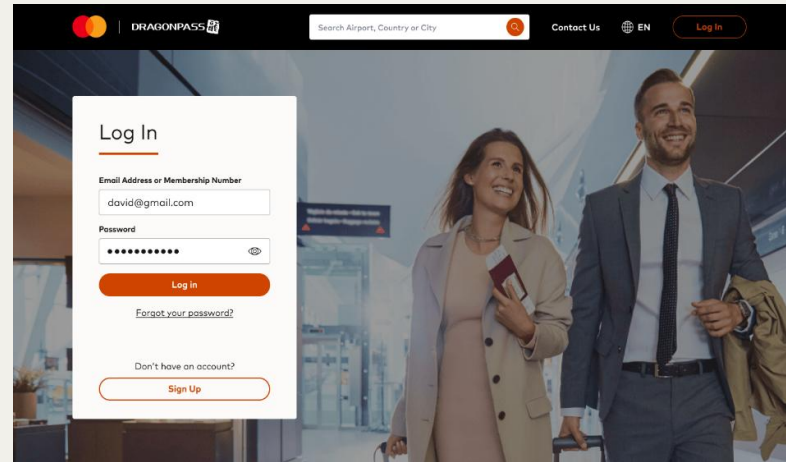 DRAGONPASS
Search Airport, Country or City
Contact Us
EN
Log In
Log In
Email Address or Membership Number
david@gmail.com
Password
•••••••••••
Log in
Forgot your password?
Don't have an account?
Sign Up